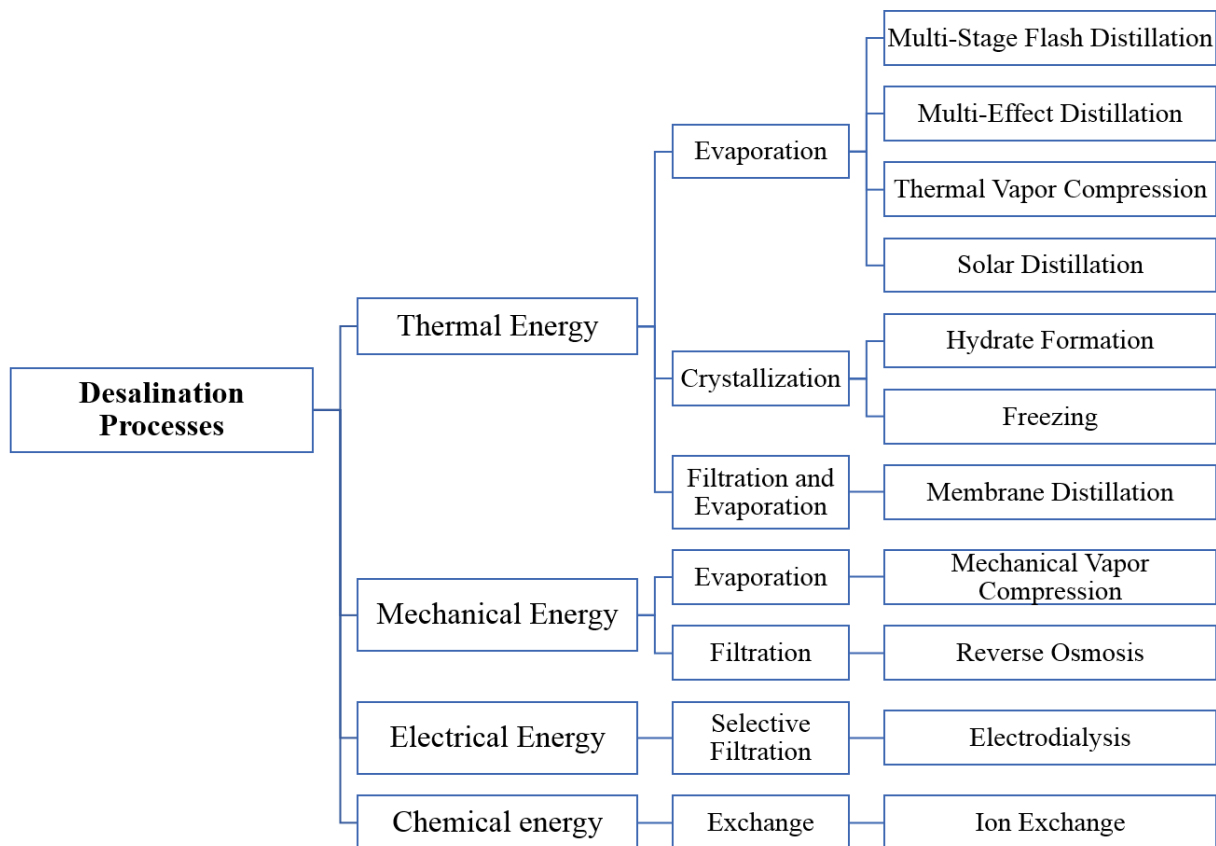 Desalination
Processes
Thermal Energy
Evaporation
Multi-Stage Flash Distillation
Multi-Effect Distillation
Thermal Vapor Compression
Solar Distillation
Crystallization
Hydrate Formation
Freezing
Filtration and
Evaporation
Membrane Distillation
Mechanical Energy
Evaporation
Mechanical Vapor
Compression
Filtration
Reverse Osmosis
Electrical Energy
Selective
Filtration
Electrodialysis
Chemical energy
Exchange
Ion Exchange